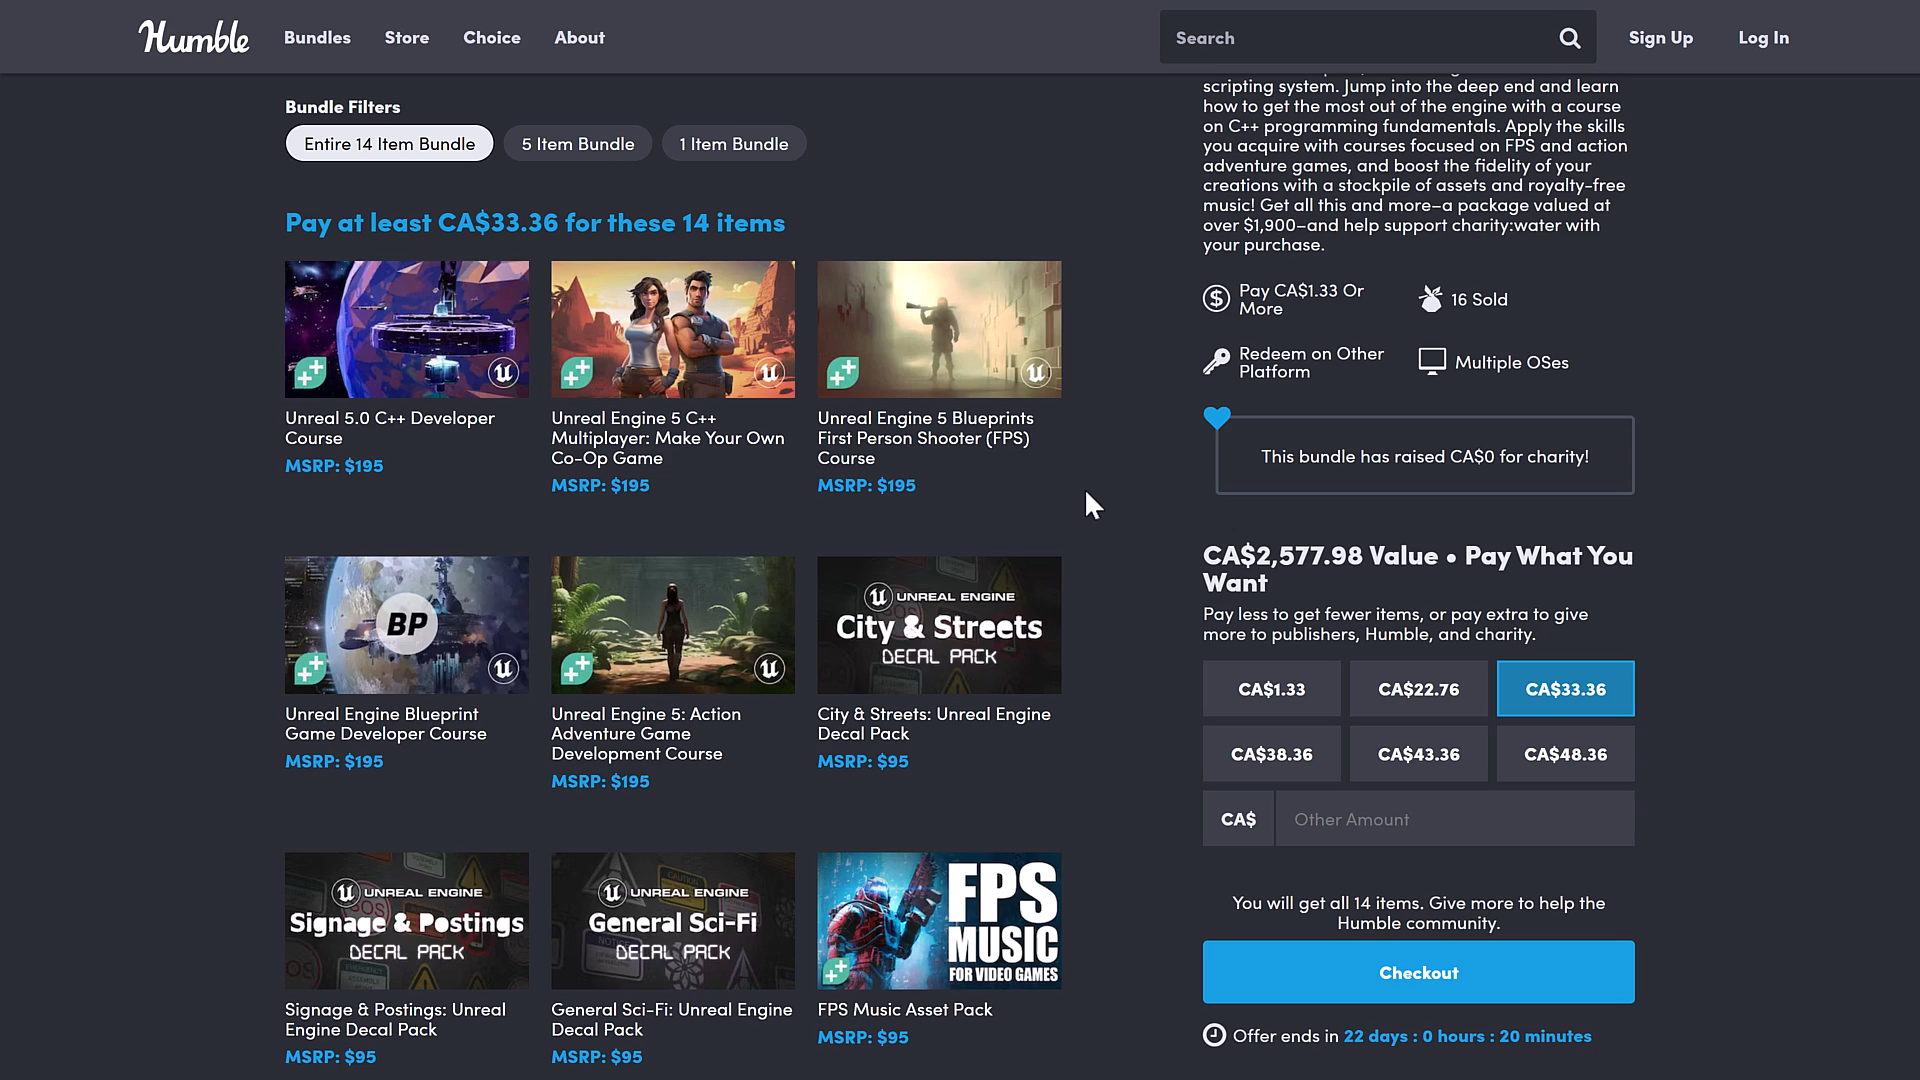 Humble
Bundles
Store
Choice
About
Search
Sign Up
Log In
Bundle Filters
Entire 14 Item Bundle
5 Item Bundle
1 Item Bundle
Pay at least CA$33.36 for these 14 items
Unreal 5.0 C++ Developer
Course
MSRP: $195
Unreal Engine 5 C++
Multiplayer: Make Your Own
Co-Op Game
MSRP: $195
Unreal Engine 5 Blueprints
First Person Shooter (FPS)
Course
MSRP: $195
BP
Unreal Engine Blueprint
Game Developer Course
MSRP: $195
Unreal Engine 5: Action
Adventure Game
Development Course
MSRP: $195
UNREAL ENGINE
City & Streets
DECAL PACK
City & Streets: Unreal Engine
Decal Pack
MSRP: $95
UNREAL ENGINE
Signage & Postings
DECAL PACK
Signage & Postings: Unreal
Engine Decal Pack
MSRP: $95
UNREAL ENGINE
General Sci-Fi
DECAL PACK
General Sci-Fi: Unreal Engine
Decal Pack
MSRP: $95
FPS
MUSIC
FOR VIDEO GAMES
FPS Music Asset Pack
MSRP: $95
scripting system. Jump into the deep end and learn
how to get the most out of the engine with a course
on C++ programming fundamentals. Apply the skills
you acquire with courses focused on FPS and action
adventure games, and boost the fidelity of your
creations with a stockpile of assets and royalty-free
music! Get all this and more–a package valued at
over $1,900–and help support charity:water with
your purchase.
Pay CA$1.33 Or
More
16 Sold
Redeem on Other
Platform
Multiple OSes
This bundle has raised CA$0 for charity!
CA$2,577.98 Value • Pay What You
Want
Pay less to get fewer items, or pay extra to give
more to publishers, Humble, and charity.
CA$1.33
CA$22.76
CA$33.36
CA$38.36
CA$43.36
CA$48.36
CA$
Other Amount
You will get all 14 items. Give more to help the
Humble community.
Checkout
Offer ends in 22 days : 0 hours : 20 minutes